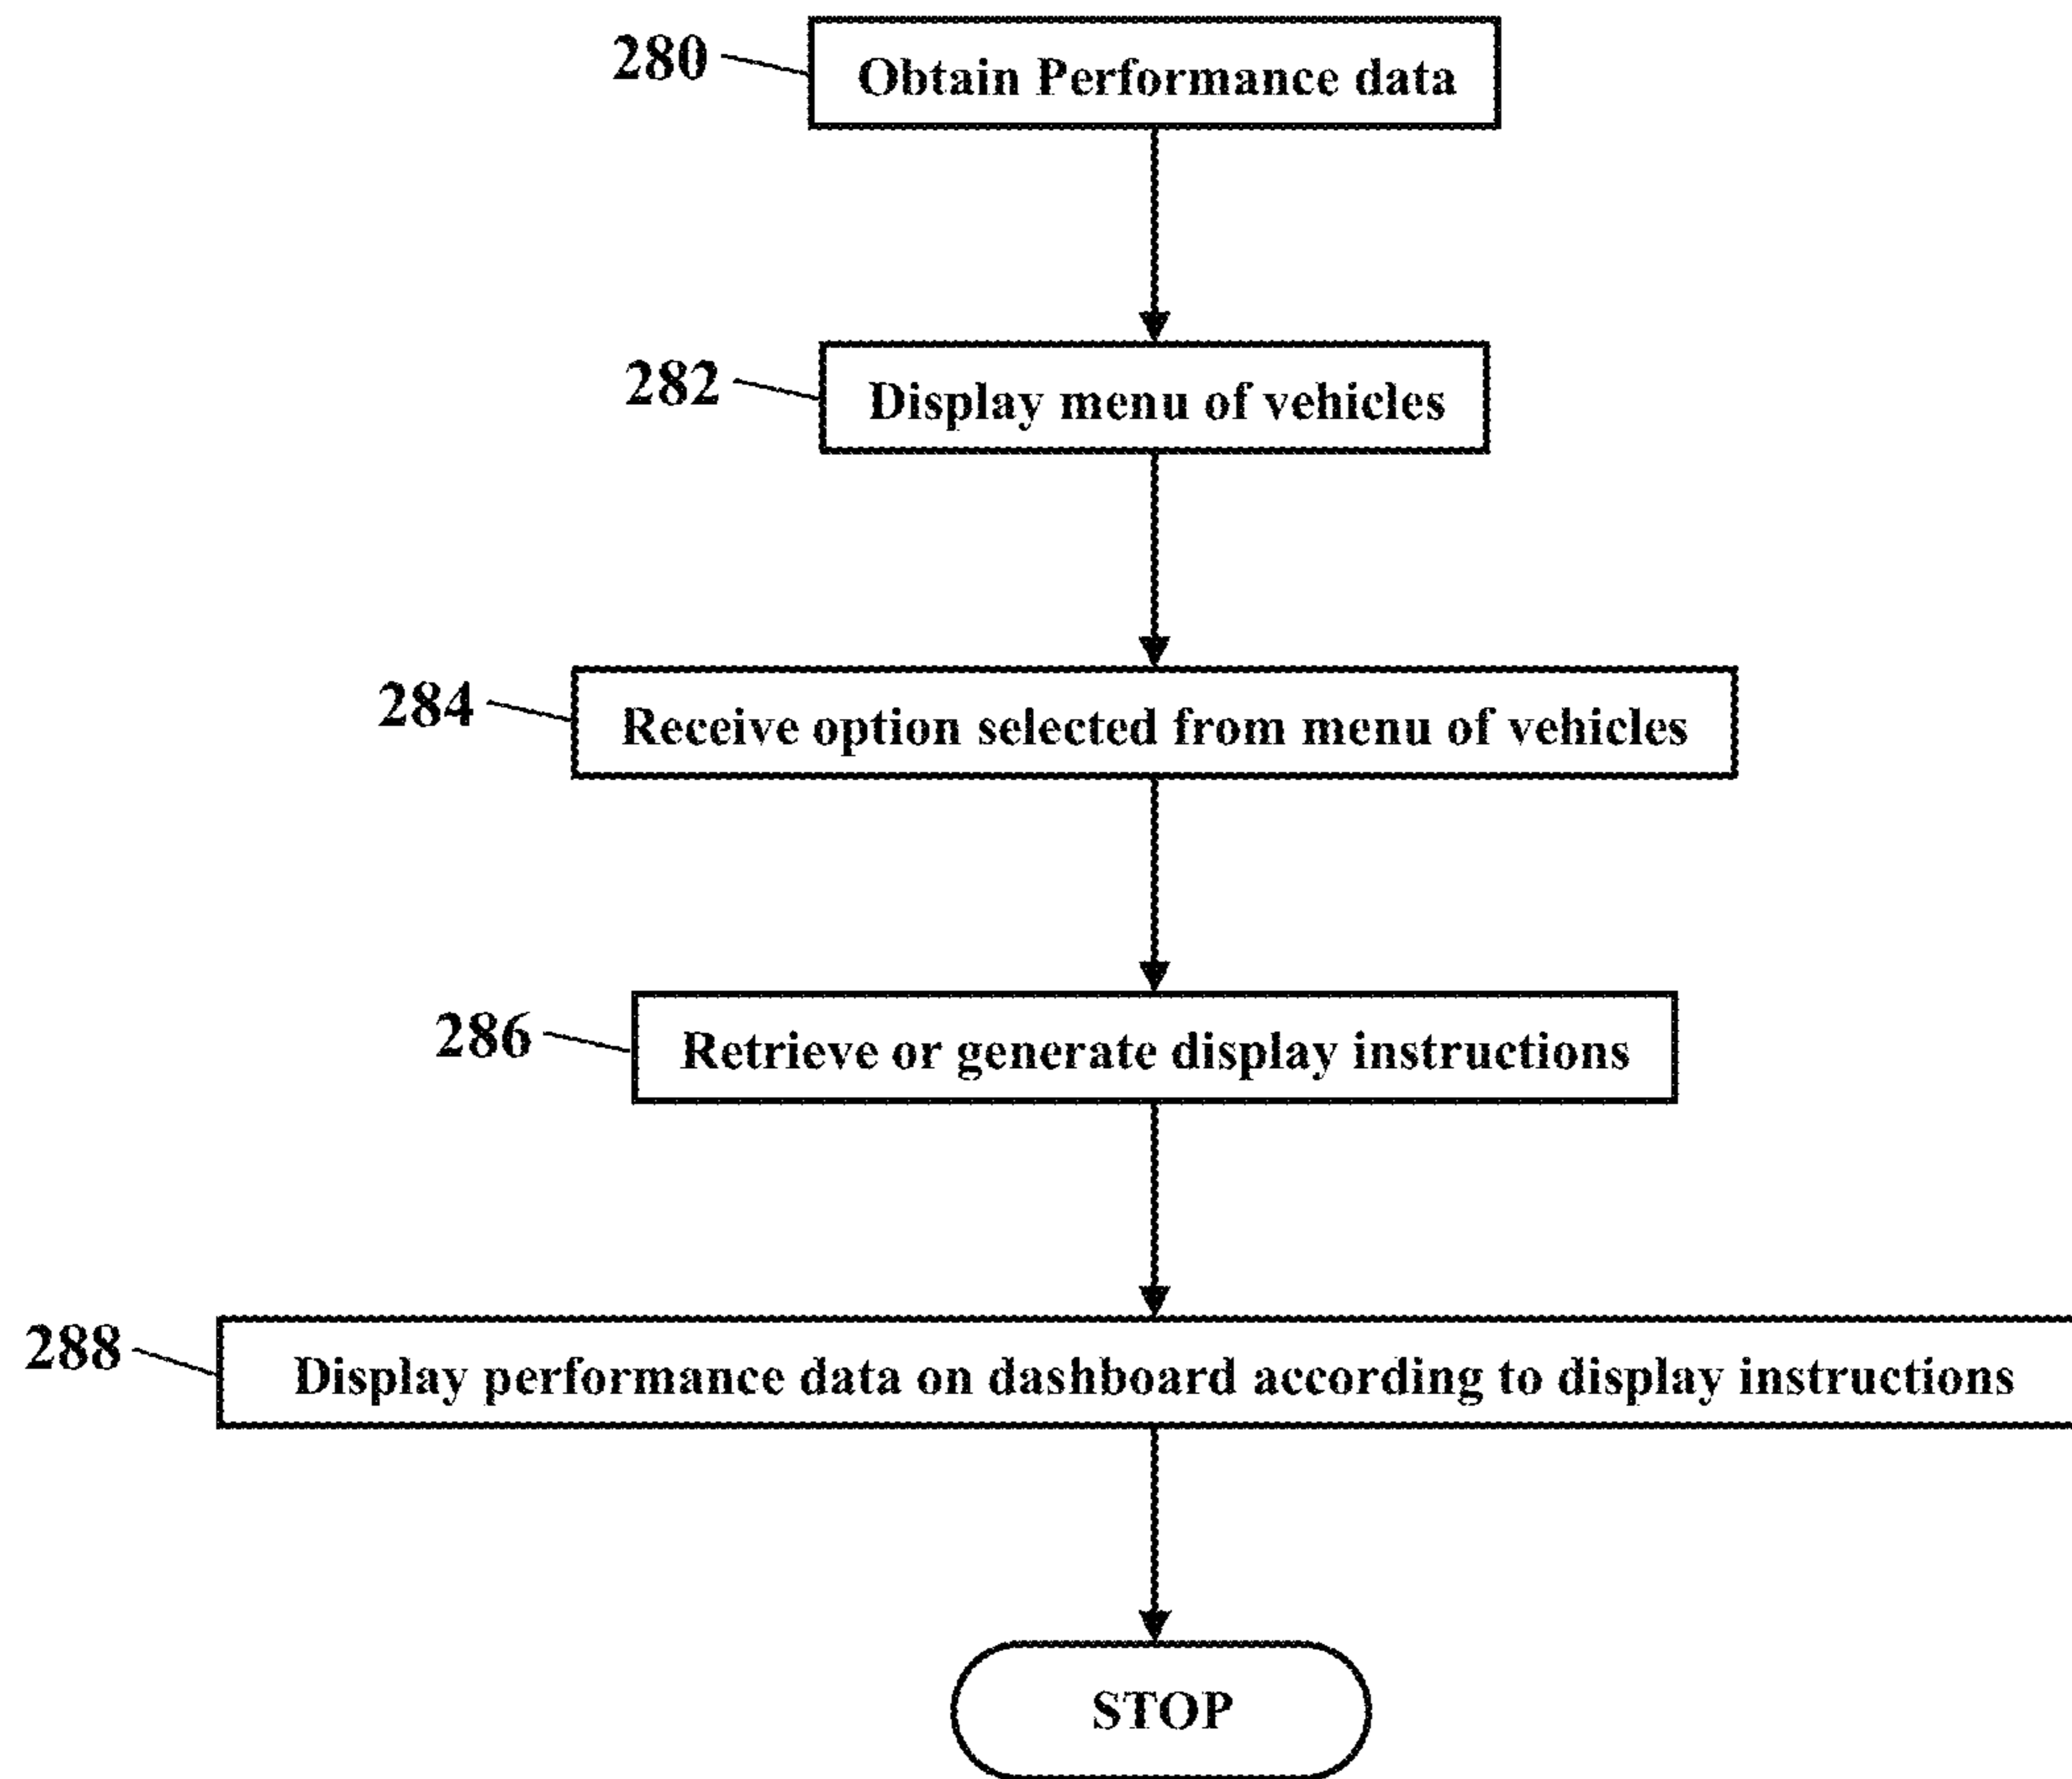 280
Obtain Performance data
282
Display menu of vehicles
284
Receive option selected from menu of vehicles
286
Retrieve or generate display instructions
288
Display performance data on dashboard according to display instructions
STOP